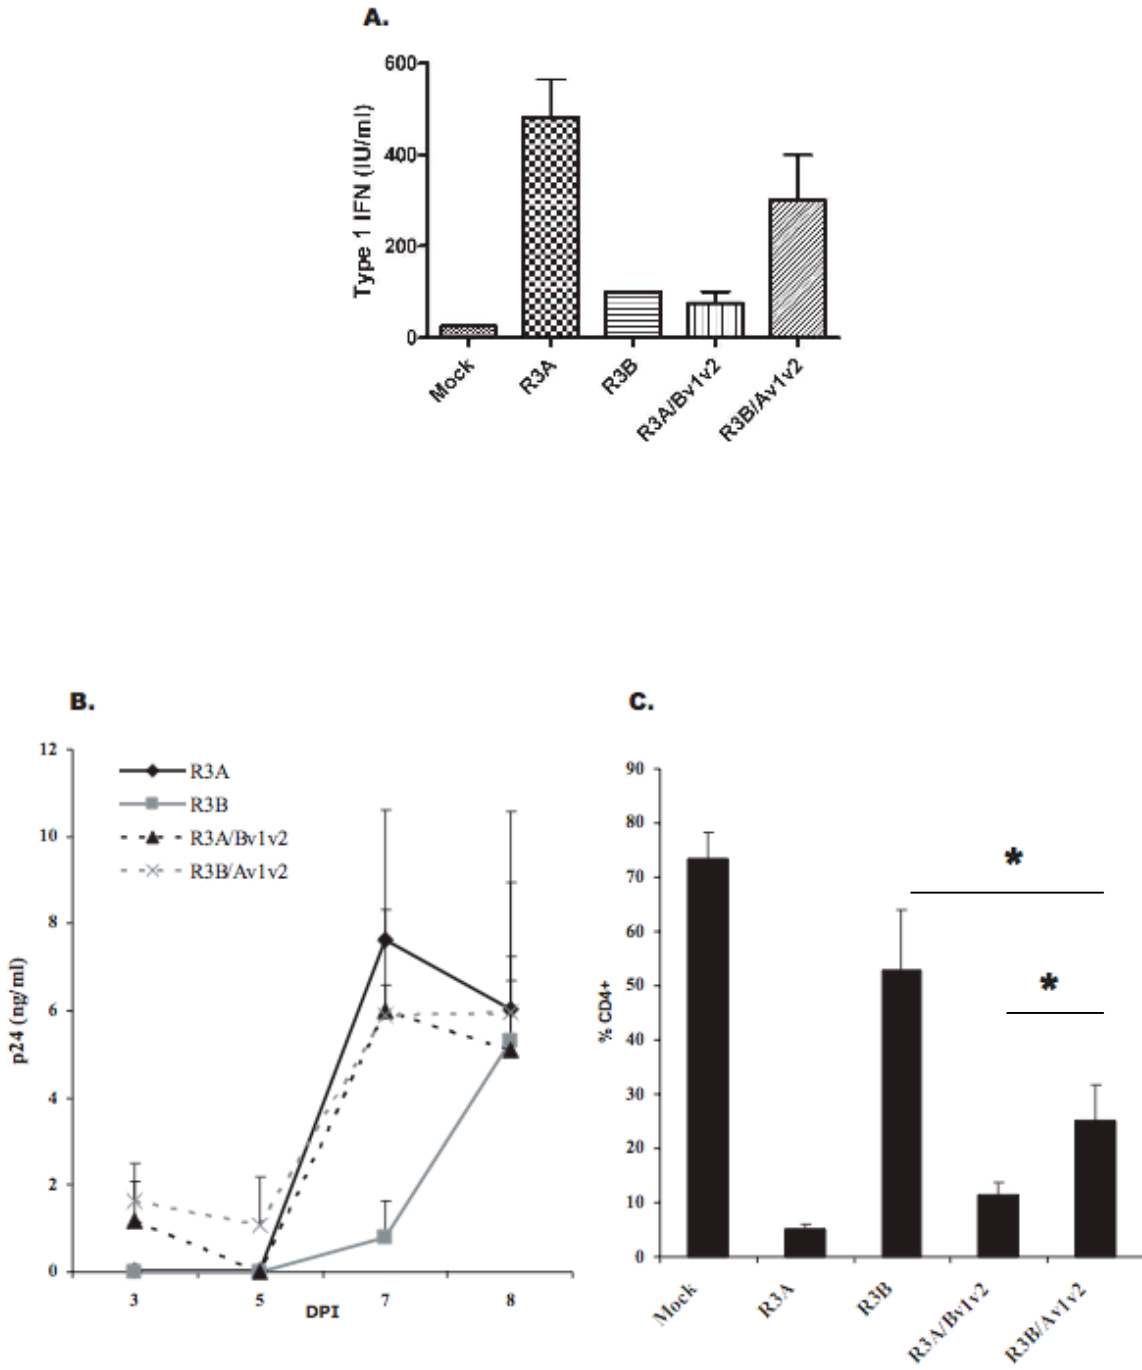 A.
Type 1 IFN (IU/ml)
600
400
200
0
Mock
R3A
R3B
R3A/Bv1v2
R3B/Av1v2
B.
p24 (ng/ml)
12
10
8
6
4
2
0
R3A
R3B
R3A/Bv1v2
R3B/Av1v2
3
5
7
8
DPI
C.
% CD4+
90
80
70
60
50
40
30
20
10
0
*
*
Mock
R3A
R3B
R3A/Bv1v2
R3B/Av1v2